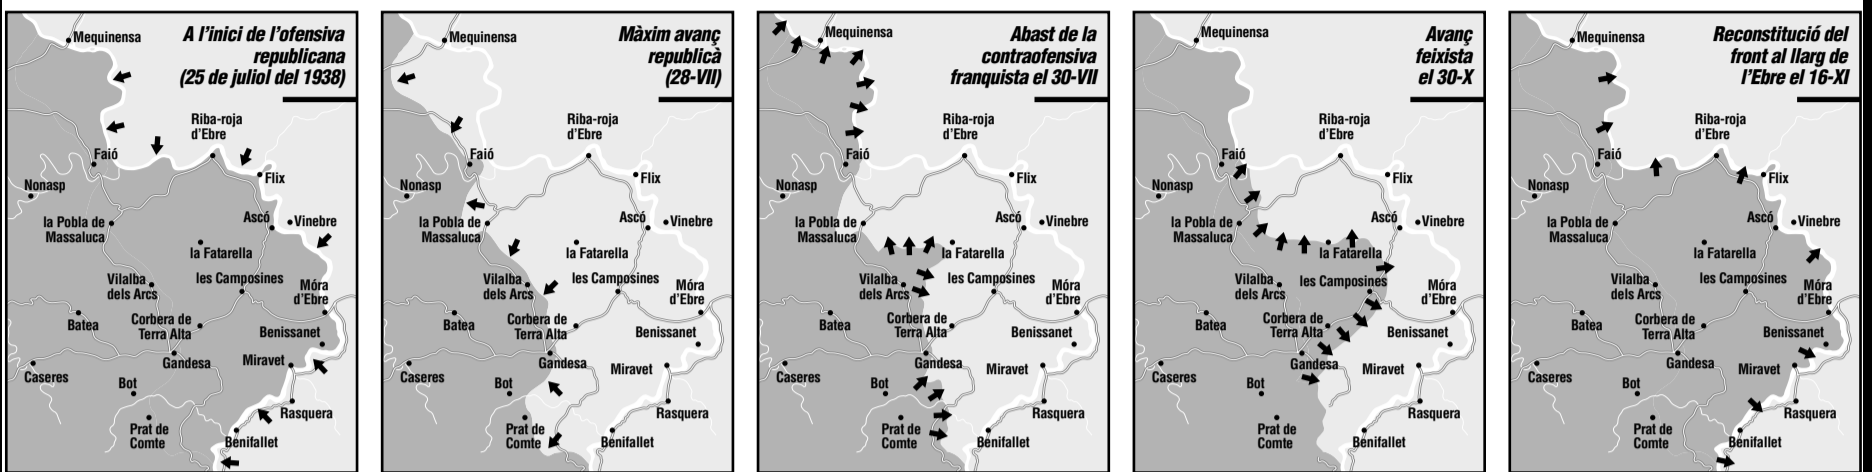 A l'inici de l'ofensiva
republicana
(25 de juliol del 1938)
Mequinensa
Riba-roja
d'Ebre
Faió
Flix
Nonasp
Ascó
Vinebre
la Pobla de
Massaluca
la Fatarella
Vilalba
dels Arcs
les Camposines
Móra
d'Ebre
Batea
Corbera de
Terra Alta
Benissanet
Gandesa
Miravet
Caseres
Bot
Rasquera
Prat de
Comte
Benifallet
Màxim avanç
republicà
(28-VII)
Mequinensa
Riba-roja
d'Ebre
Faió
Flix
Nonasp
Ascó
Vinebre
la Pobla de
Massaluca
la Fatarella
Vilalba
dels Arcs
les Camposines
Móra
d'Ebre
Batea
Corbera de
Terra Alta
Benissanet
Gandesa
Miravet
Caseres
Bot
Rasquera
Prat de
Comte
Benifallet
Abast de la
contraofensiva
franquista el 30-VII
Mequinensa
Riba-roja
d'Ebre
Faió
Flix
Nonasp
Ascó
Vinebre
la Pobla de
Massaluca
la Fatarella
Vilalba
dels Arcs
les Camposines
Móra
d'Ebre
Batea
Corbera de
Terra Alta
Benissanet
Gandesa
Miravet
Caseres
Bot
Rasquera
Prat de
Comte
Benifallet
Avanç
feixista
el 30-X
Mequinensa
Riba-roja
d'Ebre
Faió
Flix
Nonasp
Ascó
Vinebre
la Pobla de
Massaluca
la Fatarella
Vilalba
dels Arcs
les Camposines
Móra
d'Ebre
Batea
Corbera de
Terra Alta
Benissanet
Gandesa
Miravet
Caseres
Bot
Rasquera
Prat de
Comte
Benifallet
Reconstitució del
front al llarg de
l'Ebre el 16-XI
Mequinensa
Riba-roja
d'Ebre
Faió
Flix
Nonasp
Ascó
Vinebre
la Pobla de
Massaluca
la Fatarella
Vilalba
dels Arcs
les Camposines
Móra
d'Ebre
Batea
Corbera de
Terra Alta
Benissanet
Gandesa
Miravet
Caseres
Bot
Rasquera
Prat de
Comte
Benifallet